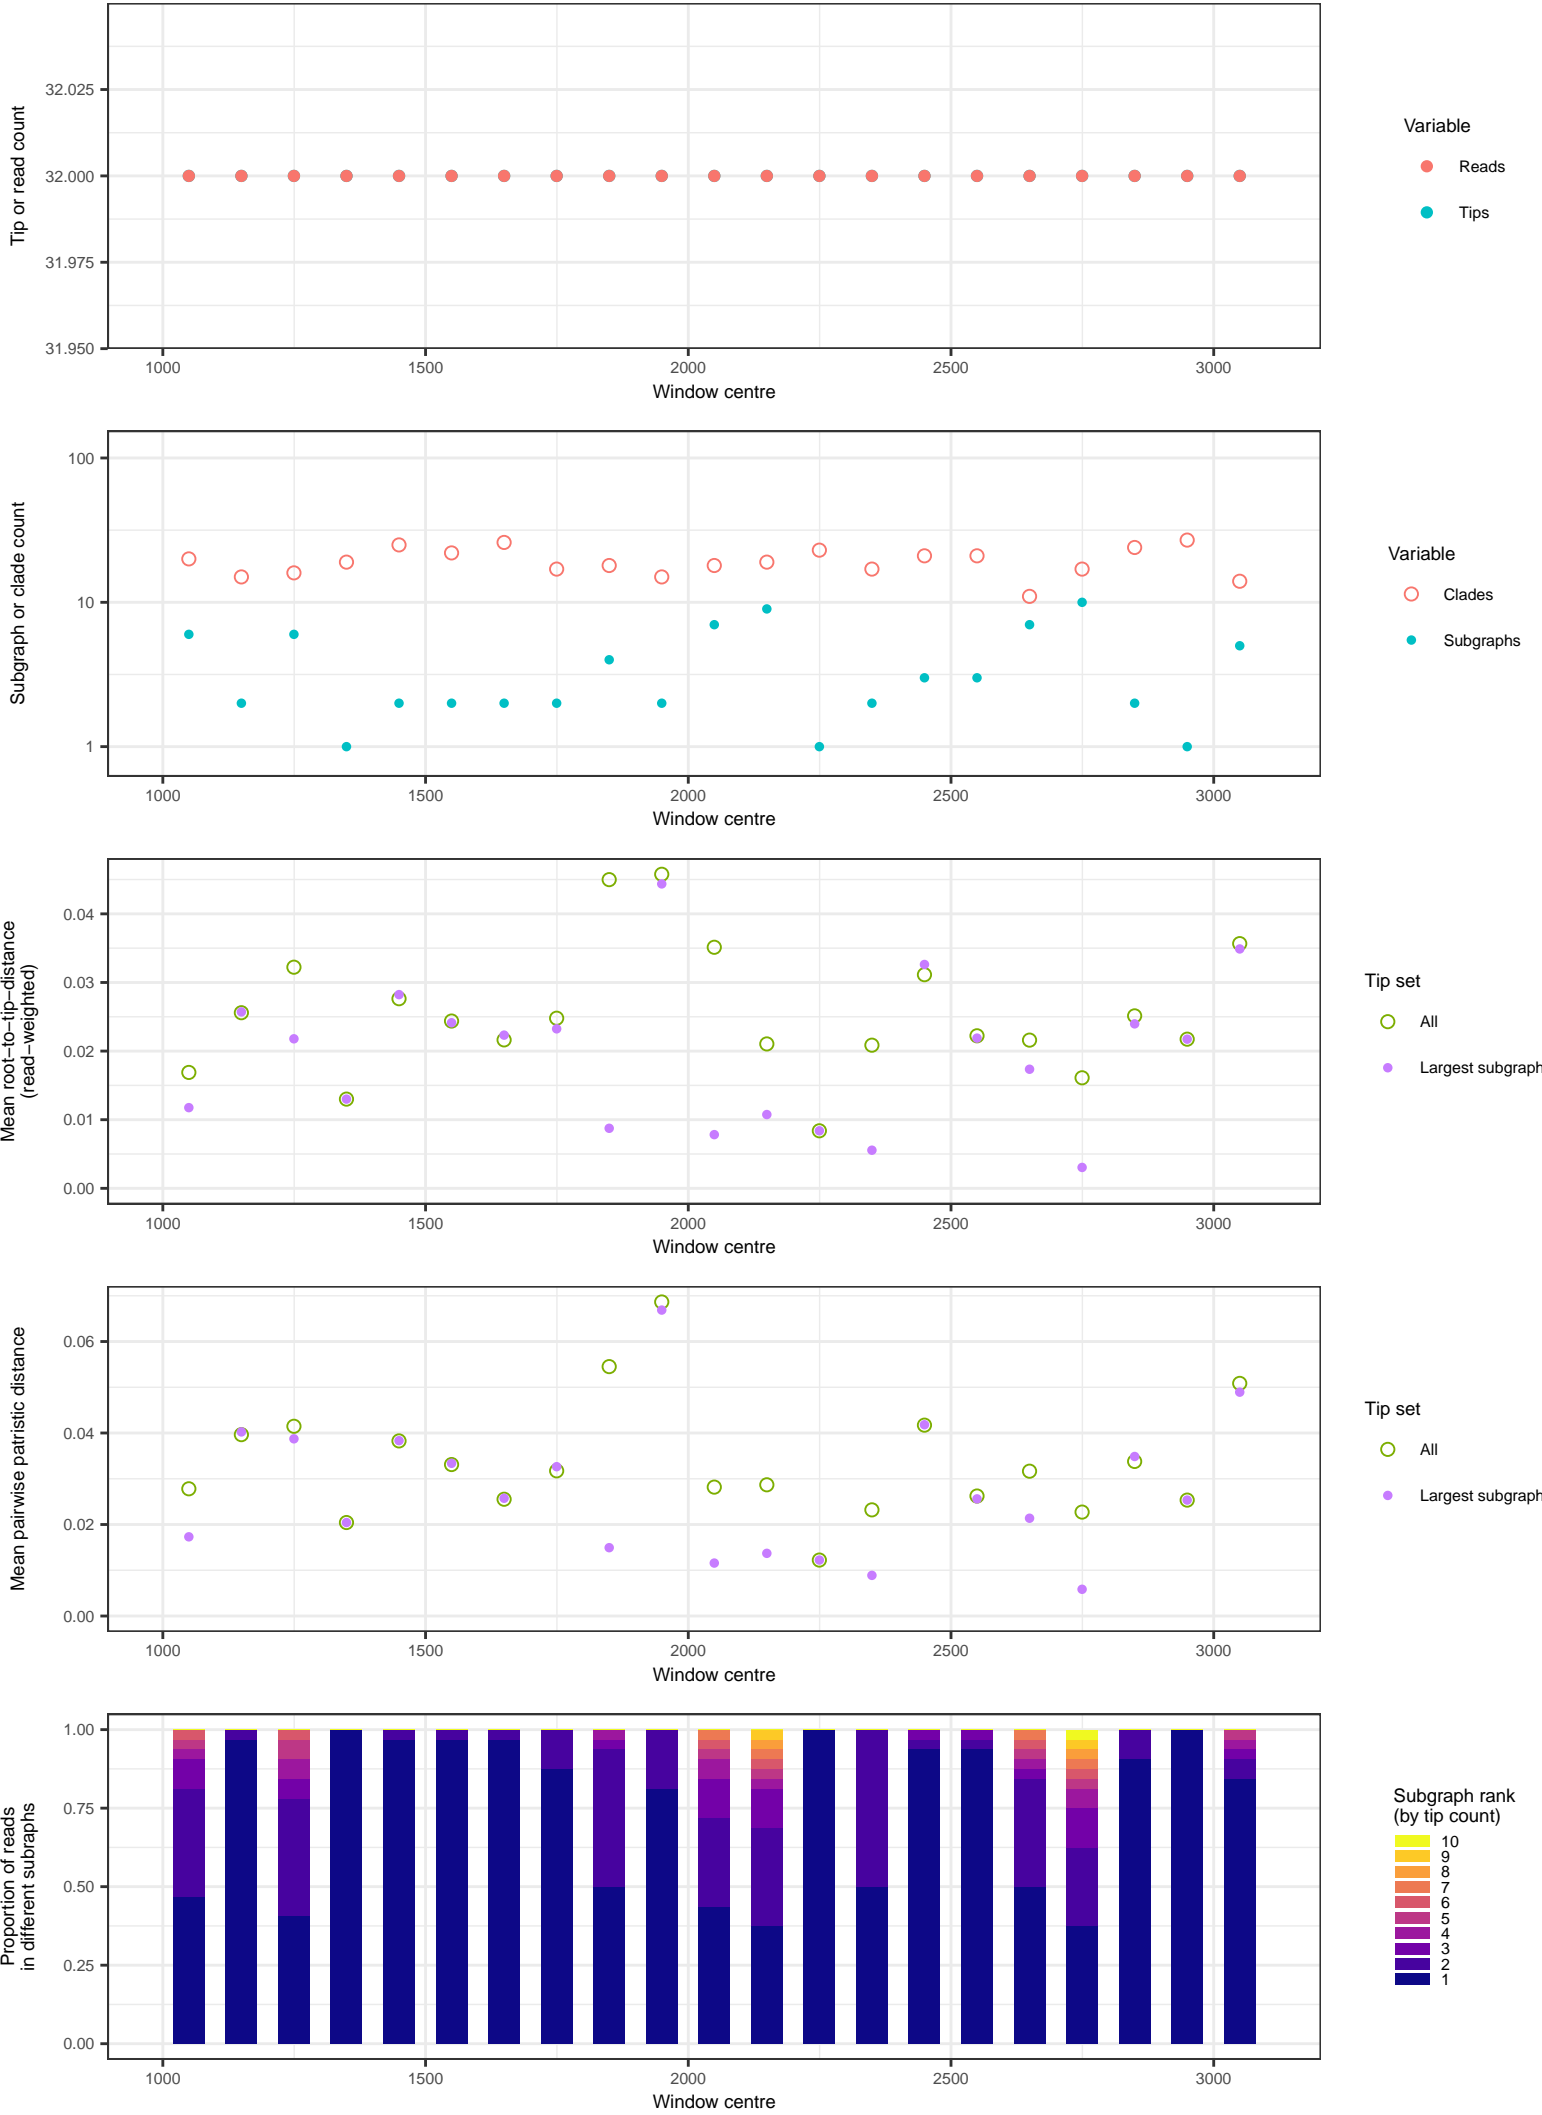 Tip or read count
32.025
32.000
31.975
31.950
1000 1500 2000 2500 3000
Window centre
Variable
Reads
Tips
Subgraph or clade count
100
10
1
1000 1500 2000 2500 3000
Window centre
Variable
Clades
Subgraphs
Mean root−to−tip−distance
(read−weighted)
0.04
0.03
0.02
0.01
0.00
1000 1500 2000 2500 3000
Window centre
Tip set
All
Largest subgraph
Mean pairwise patristic distance
0.06
0.04
0.02
0.00
1000 1500 2000 2500 3000
Window centre
Tip set
All
Largest subgraph
Proportion of reads
in different subraphs
1.00
0.75
0.50
0.25
0.00
1000 1500 2000 2500 3000
Window centre
Subgraph rank
(by tip count)
10
9
8
7
6
5
4
3
2
1